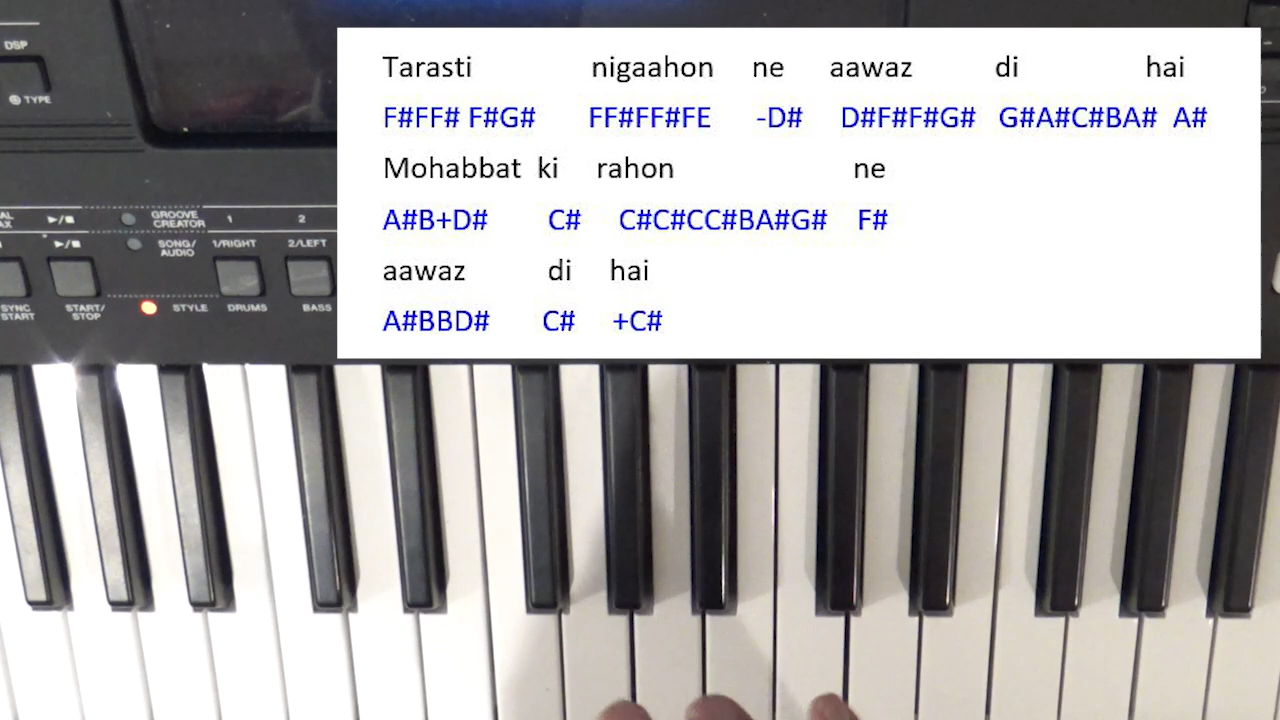 DSP
TYPE
Tarasti nigaahon ne aawaz di hai
F#FF# F#G# FF#FF#FE -D# D#F#F#G# G#A#C#BA# A#
Mohabbat ki rahon ne
A#B+D# C# C#C#CC#BA#G# F#
aawaz di hai
A#BBD# C# +C#
GROOVE CREATOR 1 2
SONG/AUDIO 1/RIGHT 2/LEFT
SYNC START START/STOP STYLE DRUMS BASS